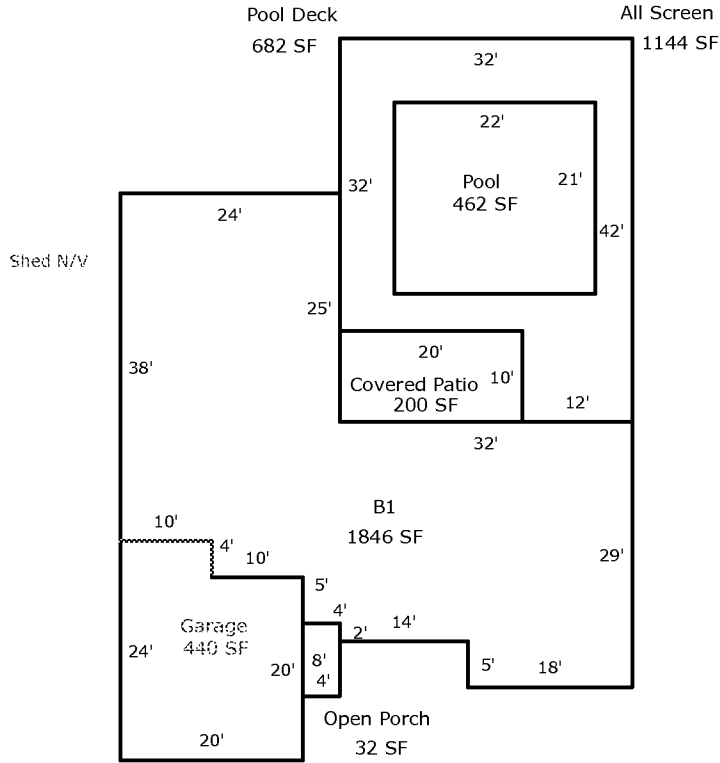 Pool Deck
682 SF
All Screen
1144 SF
32'
22'
32'
Pool
462 SF
21'
24'
42'
Shed N/V
25'
20'
38'
Covered Patio
200 SF
10'
12'
32'
B1
1846 SF
10'
4'
10'
29'
5'
4'
2'
14'
Garage
440 SF
24'
20'
8'
4'
5'
18'
Open Porch
32 SF
20'